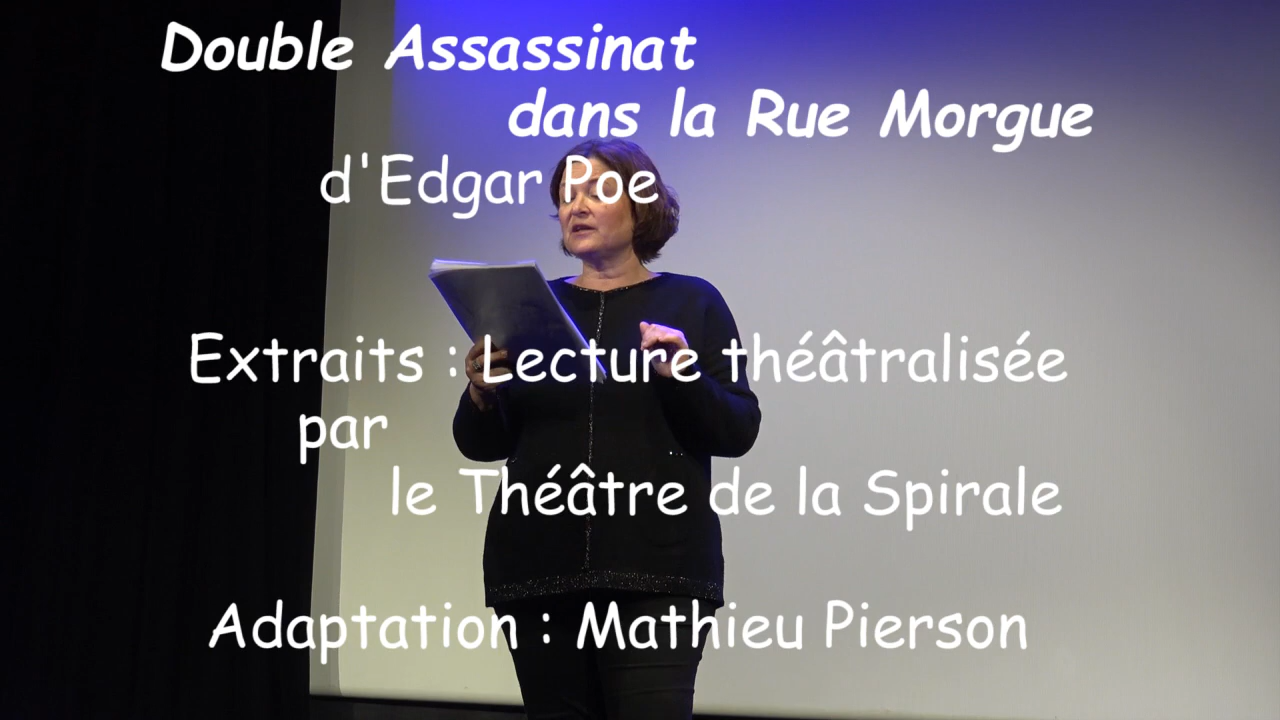 Double Assassinat
dans la Rue Morgue
d'Edgar Poe
Extraits : Lecture théâtralisée
par
le Théâtre de la Spirale
Adaptation : Mathieu Pierson